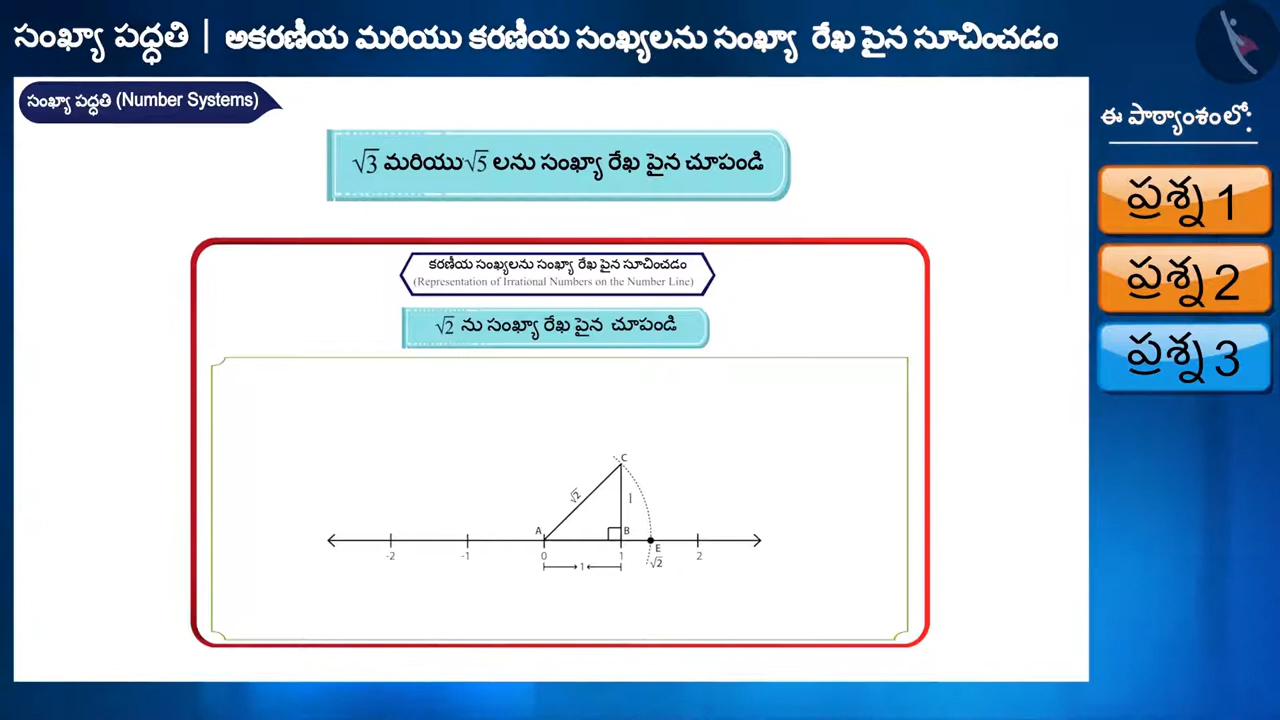 సంఖ్యా పద్ధతి | అకరణీయ మరియు కరణీయ సంఖ్యలను సంఖ్యా రేఖ పైన సూచించడం
సంఖ్యా పద్ధతి (Number Systems)
√3 మరియు √5 లను సంఖ్యా రేఖ పైన చూపండి
కరణీయ సంఖ్యలను సంఖ్యా రేఖ పైన సూచించడం
(Representation of Irrational Numbers on the Number Line)
√2 ను సంఖ్యా రేఖ పైన చూపండి
C
√2
1
A
B
-2 -1 0 1 2
E
√2
1
ఈ పాఠ్యాంశంలో:
ప్రశ్న 1
ప్రశ్న 2
ప్రశ్న 3